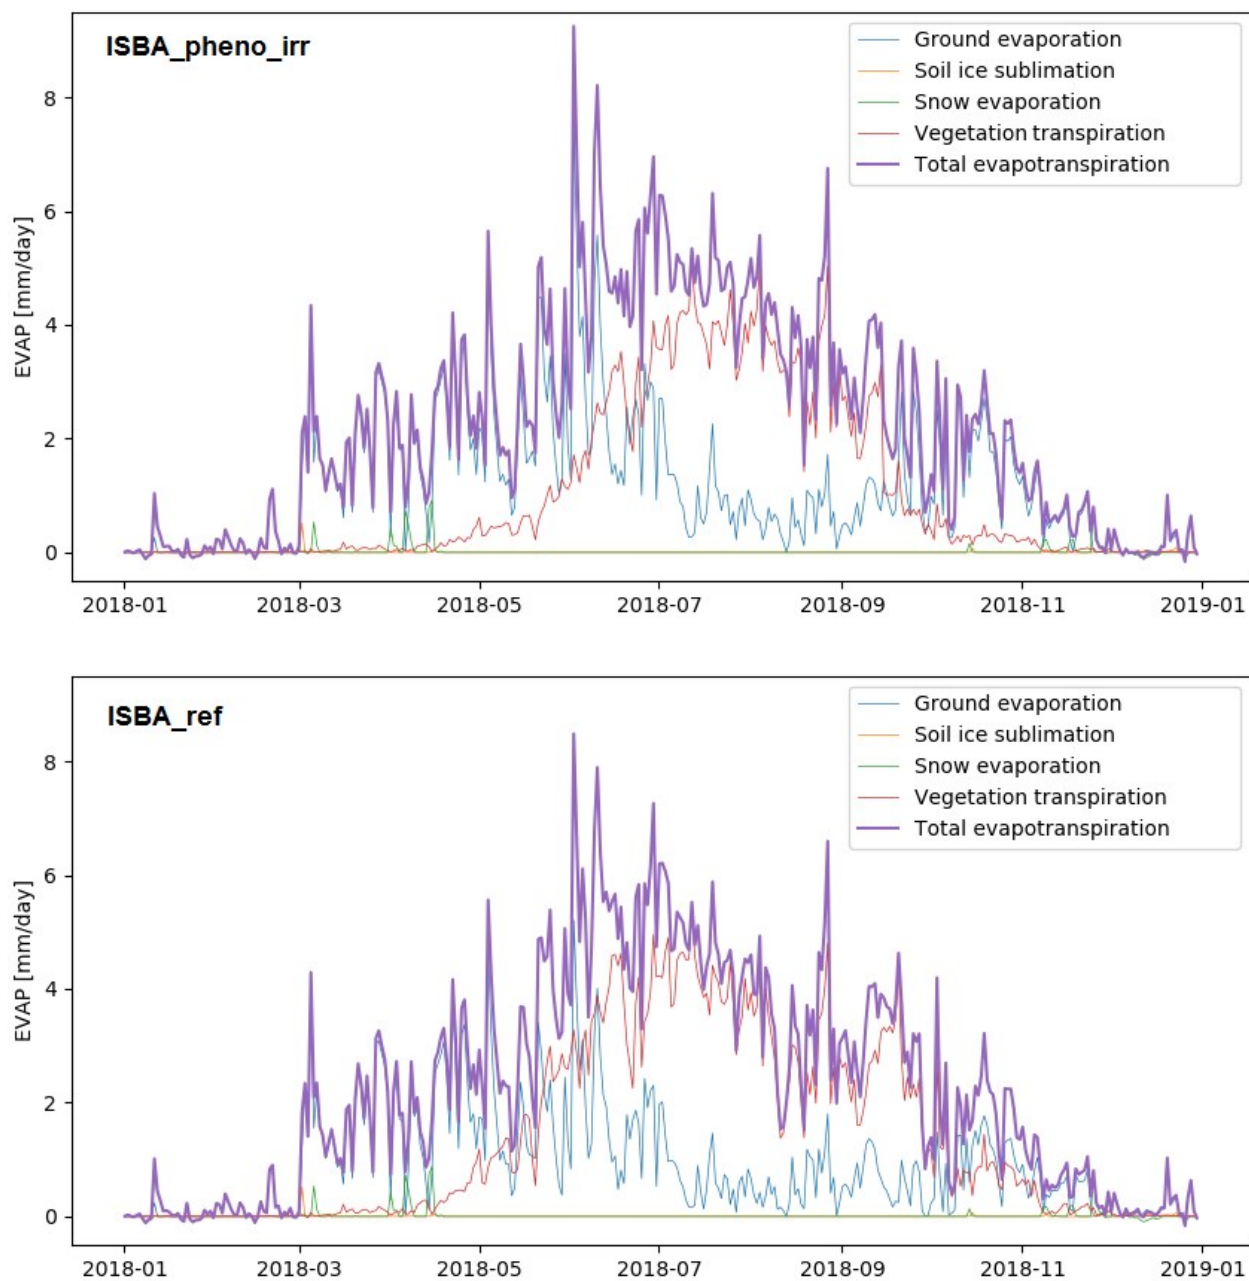 ISBA_pheno_irr
Ground evaporation
Soil ice sublimation
Snow evaporation
Vegetation transpiration
Total evapotranspiration
EVAP [mm/day]
8
6
4
2
0
2018-01 2018-03 2018-05 2018-07 2018-09 2018-11 2019-01
ISBA_ref
Ground evaporation
Soil ice sublimation
Snow evaporation
Vegetation transpiration
Total evapotranspiration
EVAP [mm/day]
8
6
4
2
0
2018-01 2018-03 2018-05 2018-07 2018-09 2018-11 2019-01